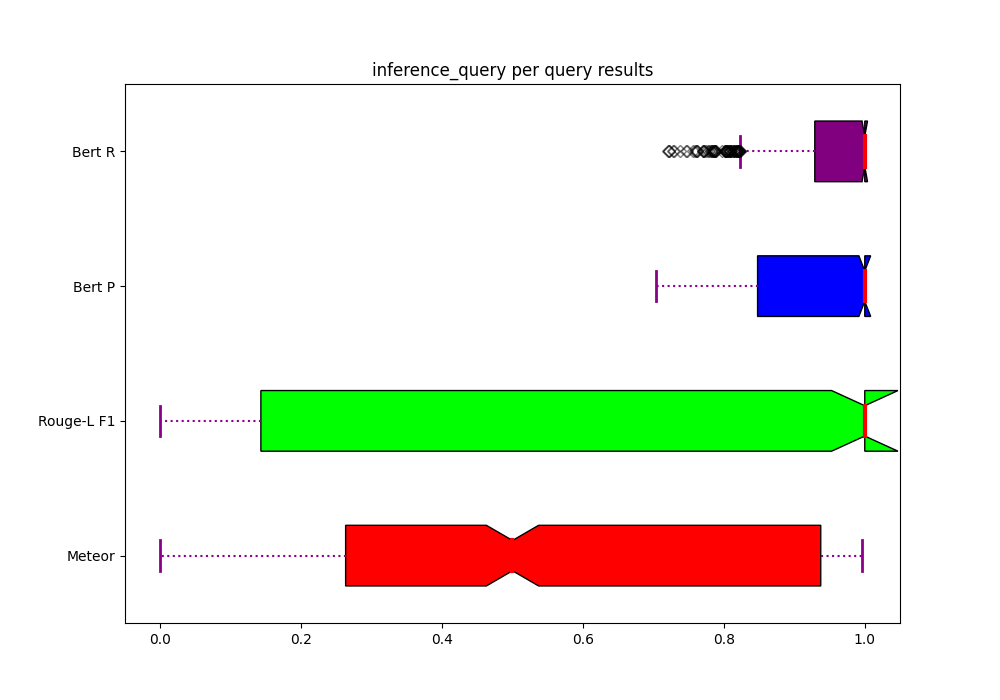 inference_query per query results
Bert R
Bert P
Rouge-L F1
Meteor
0.0 0.2 0.4 0.6 0.8 1.0